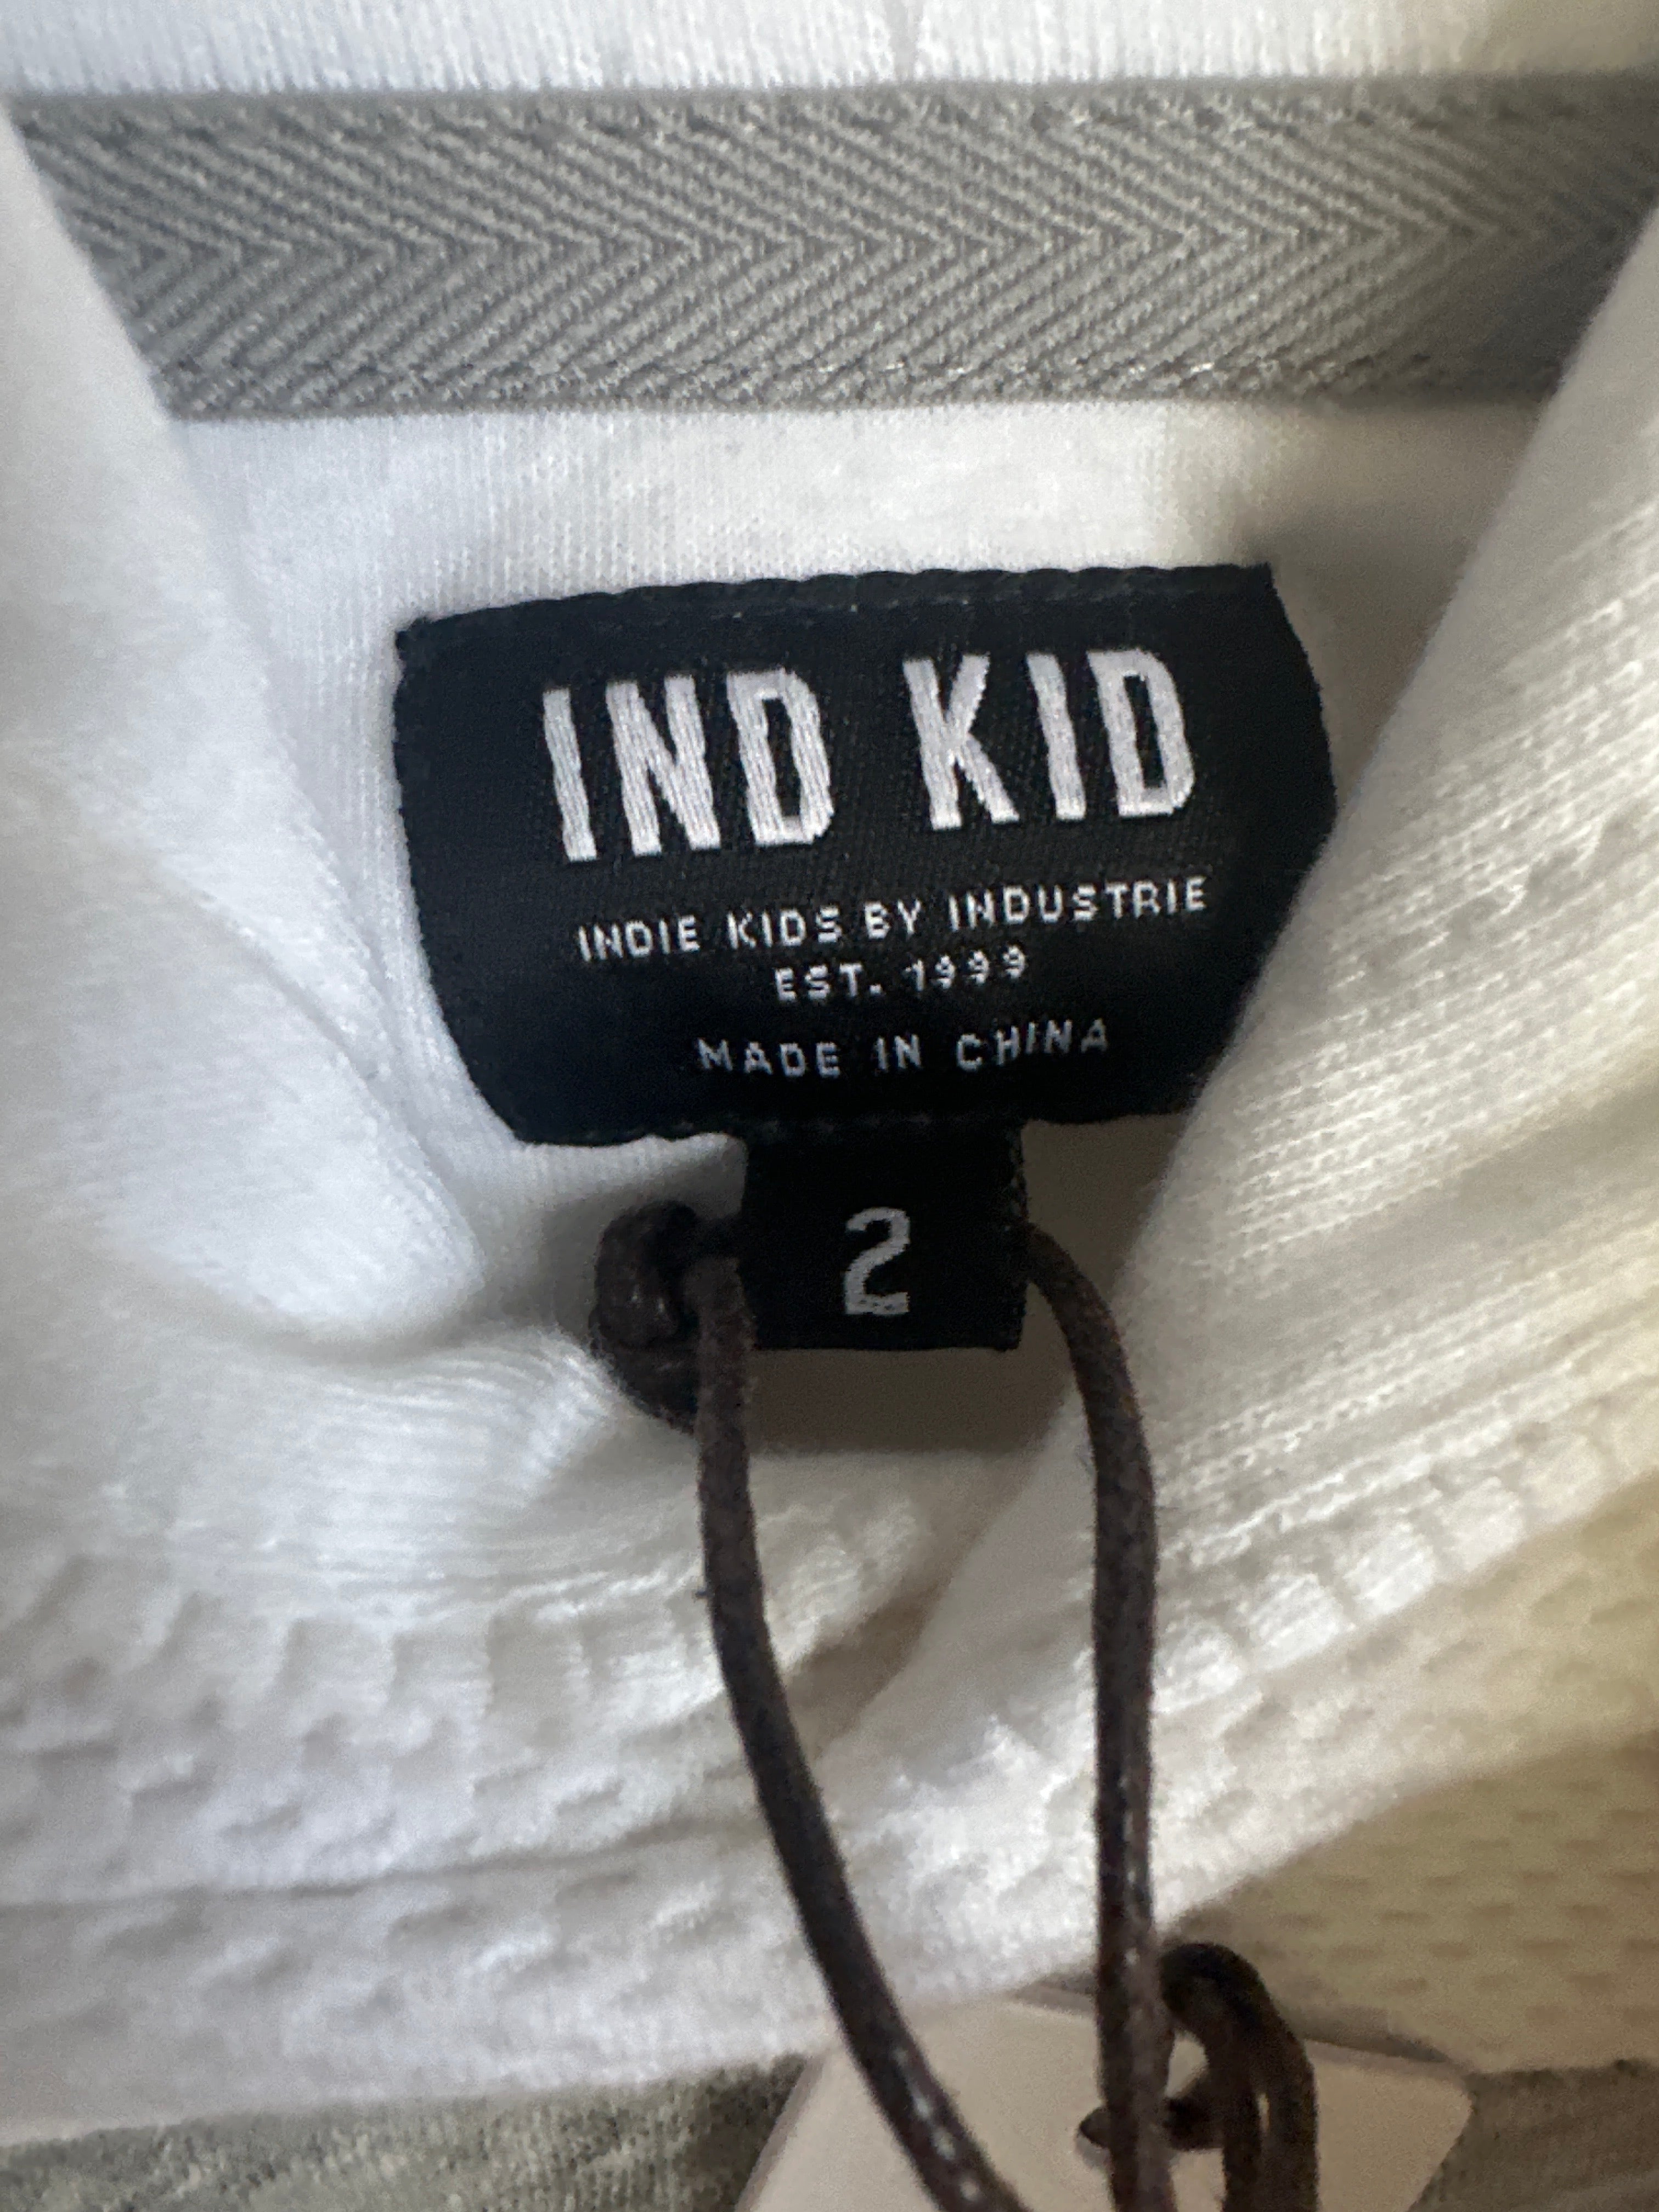 IND KID
INDIE KIDS BY INDUSTRIE
EST. 1999
MADE IN CHINA
2